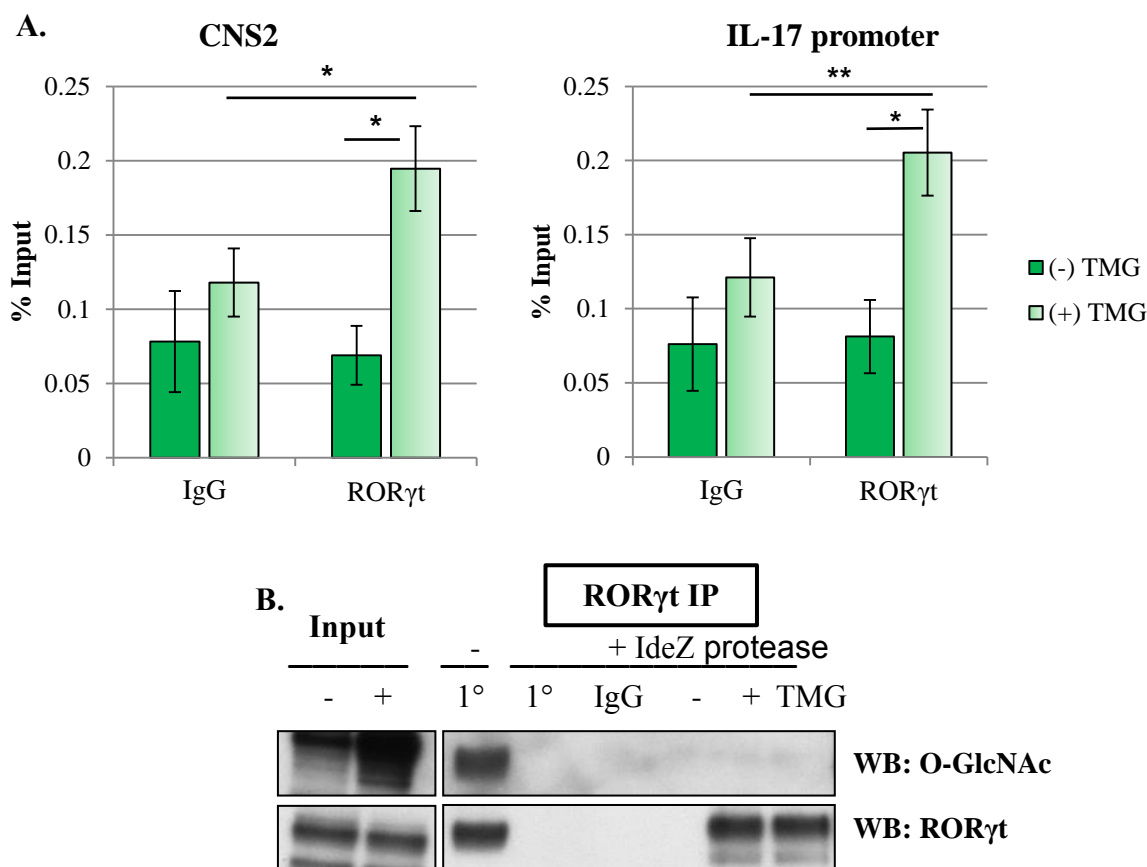 A.
CNS2
IL-17 promoter
*
*
**
*
0.25
0.2
0.15
0.1
0.05
0
% Input
IgG
RORγt
0.25
0.2
0.15
0.1
0.05
0
% Input
IgG
RORγt
(-) TMG
(+) TMG
B.
RORγt IP
Input
- + IdeZ protease
- + 1° 1° IgG - + TMG
WB: O-GlcNAc
WB: RORγt